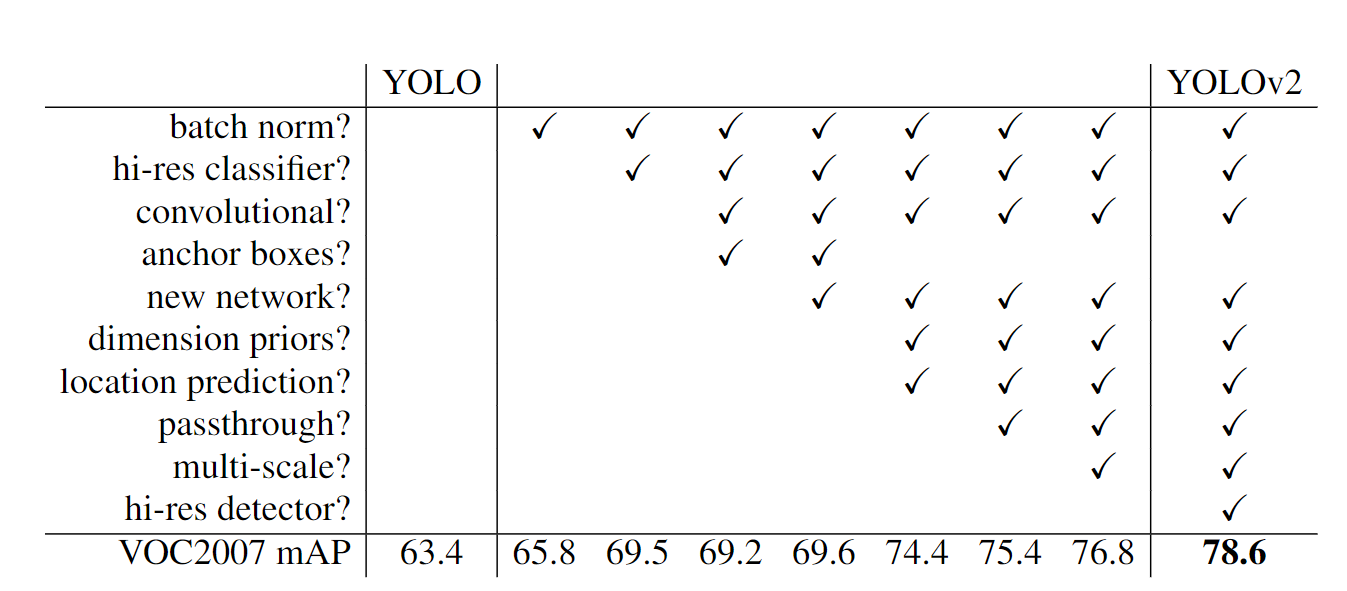 YOLO YOLOv2
batch norm? ✓ ✓ ✓ ✓ ✓ ✓ ✓ ✓
hi-res classifier? ✓ ✓ ✓ ✓ ✓ ✓ ✓
convolutional? ✓ ✓ ✓ ✓ ✓ ✓
anchor boxes? ✓ ✓
new network? ✓ ✓ ✓ ✓ ✓
dimension priors? ✓ ✓ ✓ ✓
location prediction? ✓ ✓ ✓ ✓
passthrough? ✓ ✓ ✓
multi-scale? ✓ ✓
hi-res detector? ✓
VOC2007 mAP 63.4 65.8 69.5 69.2 69.6 74.4 75.4 76.8 78.6